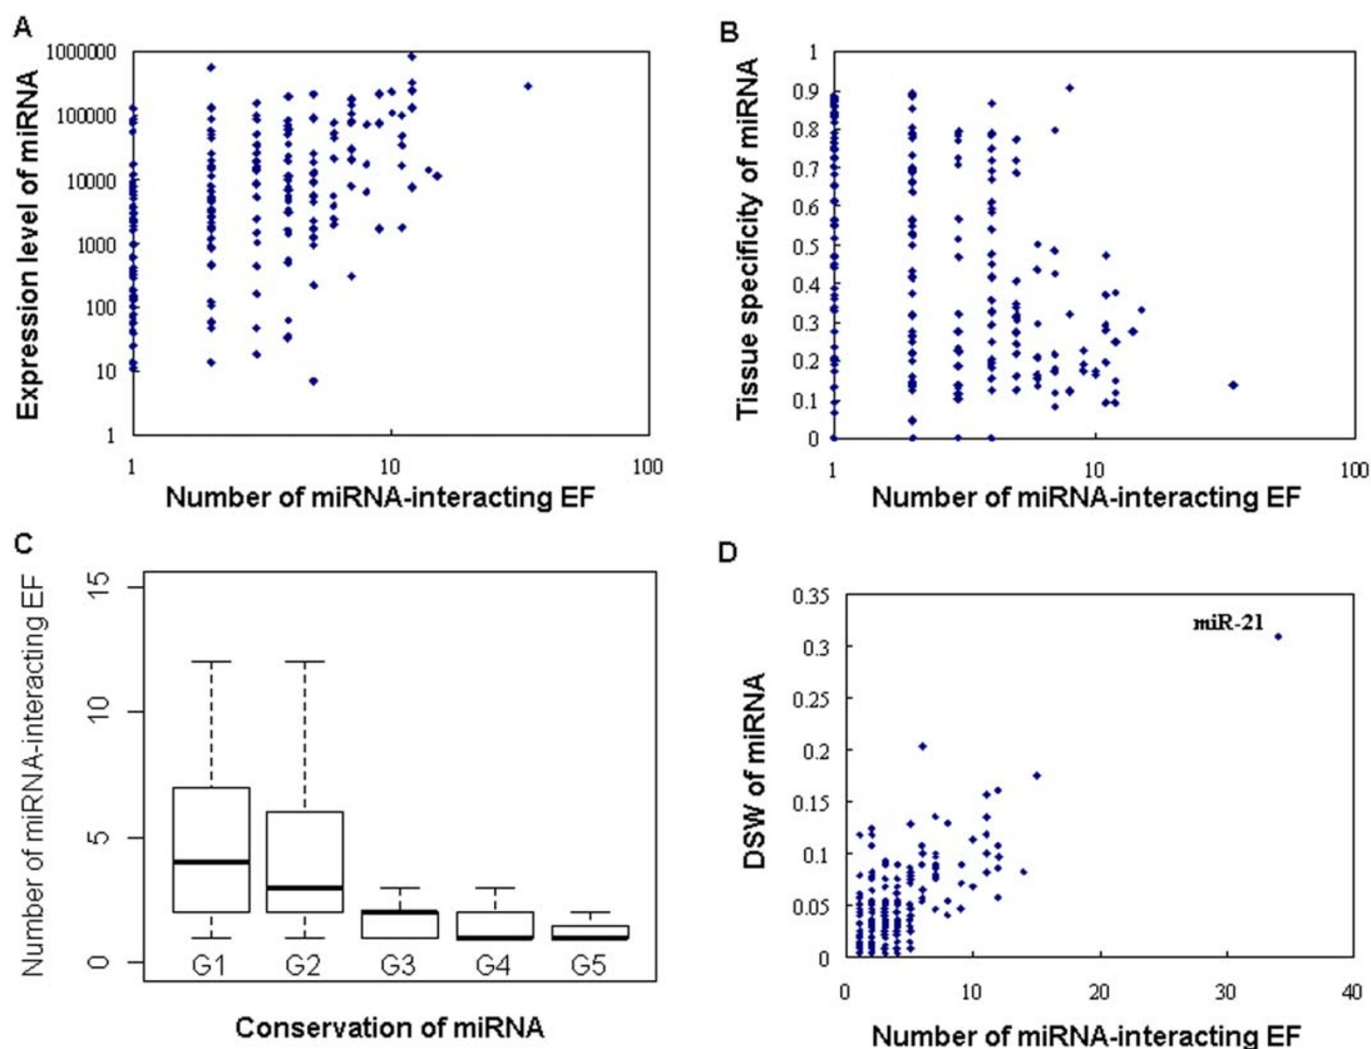 A
Expression level of miRNA
1000000
100000
10000
1000
100
10
1
1 10 100
Number of miRNA-interacting EF
B
Tissue specificity of miRNA
1
0.9
0.8
0.7
0.6
0.5
0.4
0.3
0.2
0.1
0
1 10 100
Number of miRNA-interacting EF
C
Number of miRNA-interacting EF
15
10
5
0
G1 G2 G3 G4 G5
Conservation of miRNA
D
DSW of miRNA
0.35
0.3
0.25
0.2
0.15
0.1
0.05
0
miR-21
0 10 20 30 40
Number of miRNA-interacting EF